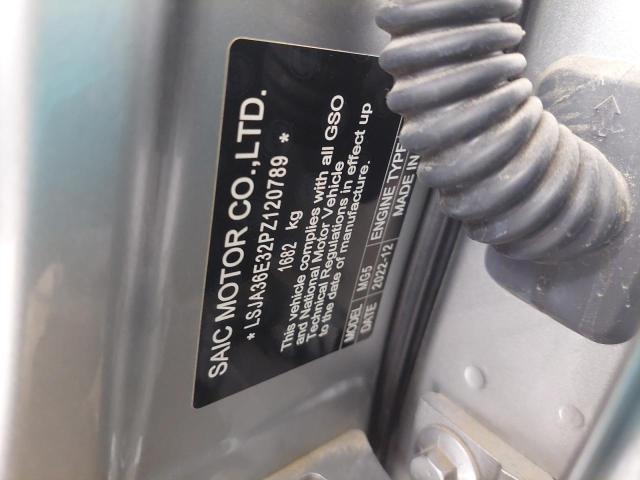 SAIC MOTOR CO.,LTD.
* LSJA36E32PZ120789 *
1682 kg
This vehicle complies with all GSO
and National Motor Vehicle
Technical Regulations in effect up
to the date of manufacture.
MODEL MG5 ENGINE TYPE
DATE 2022-12 MADE IN